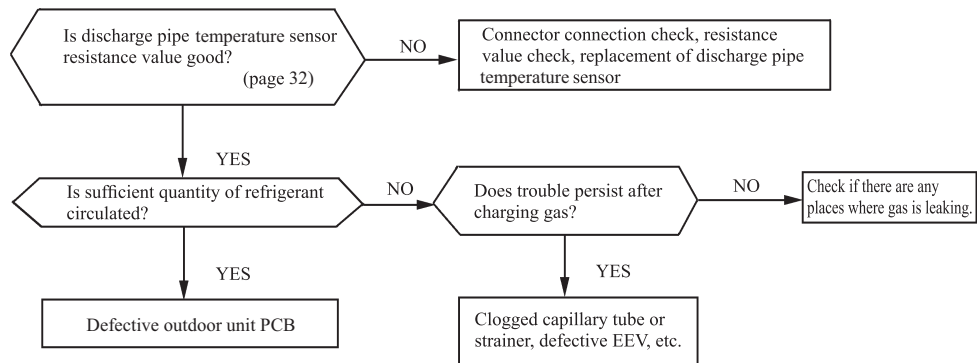 Is discharge pipe temperature sensor
resistance value good?
(page 32)
NO
Connector connection check, resistance
value check, replacement of discharge pipe
temperature sensor
YES
Is sufficient quantity of refrigerant
circulated?
NO
Does trouble persist after
charging gas?
NO
Check if there are any
places where gas is leaking.
YES
Defective outdoor unit PCB
YES
Clogged capillary tube or
strainer, defective EEV, etc.